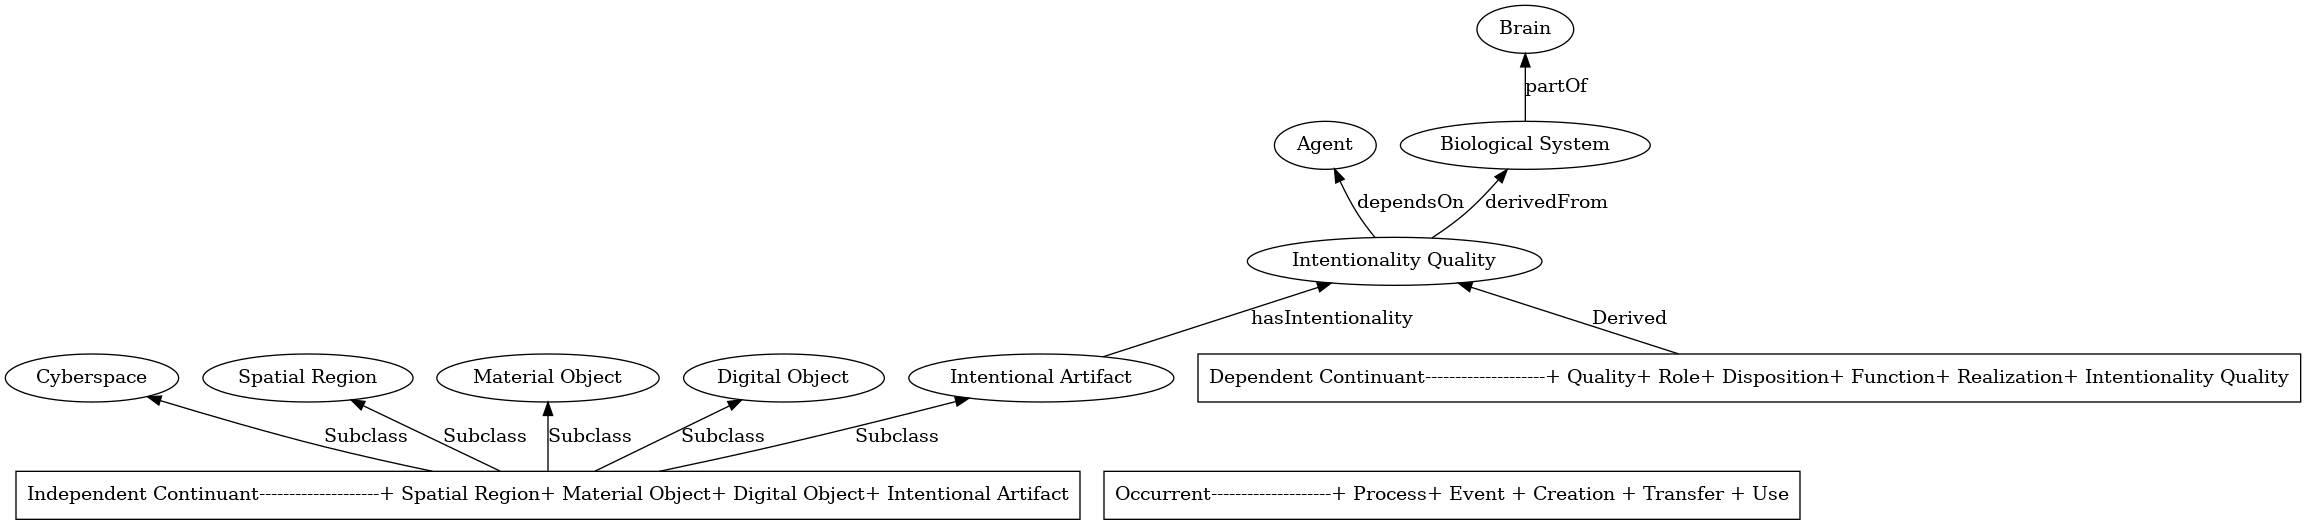 Brain
partOf
Agent
Biological System
dependsOn
derivedFrom
Intentionality Quality
hasIntentionality
Derived
Cyberspace
Spatial Region
Material Object
Digital Object
Intentional Artifact
Dependent Continuant--------------------+ Quality+ Role+ Disposition+ Function+ Realization+ Intentionality Quality
Subclass
Subclass
Subclass
Subclass
Subclass
Independent Continuant--------------------+ Spatial Region+ Material Object+ Digital Object+ Intentional Artifact
Occurrent--------------------+ Process+ Event + Creation + Transfer + Use